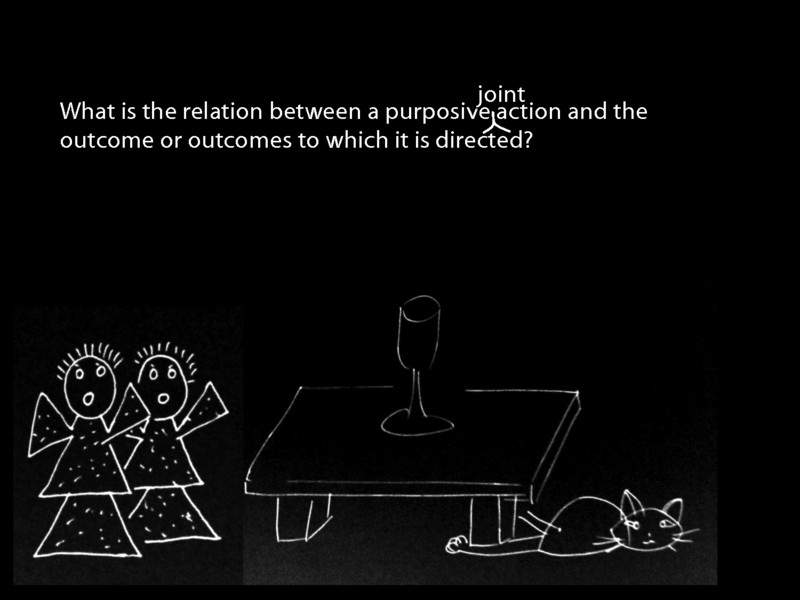 joint
What is the relation between a purposive action and the
outcome or outcomes to which it is directed?